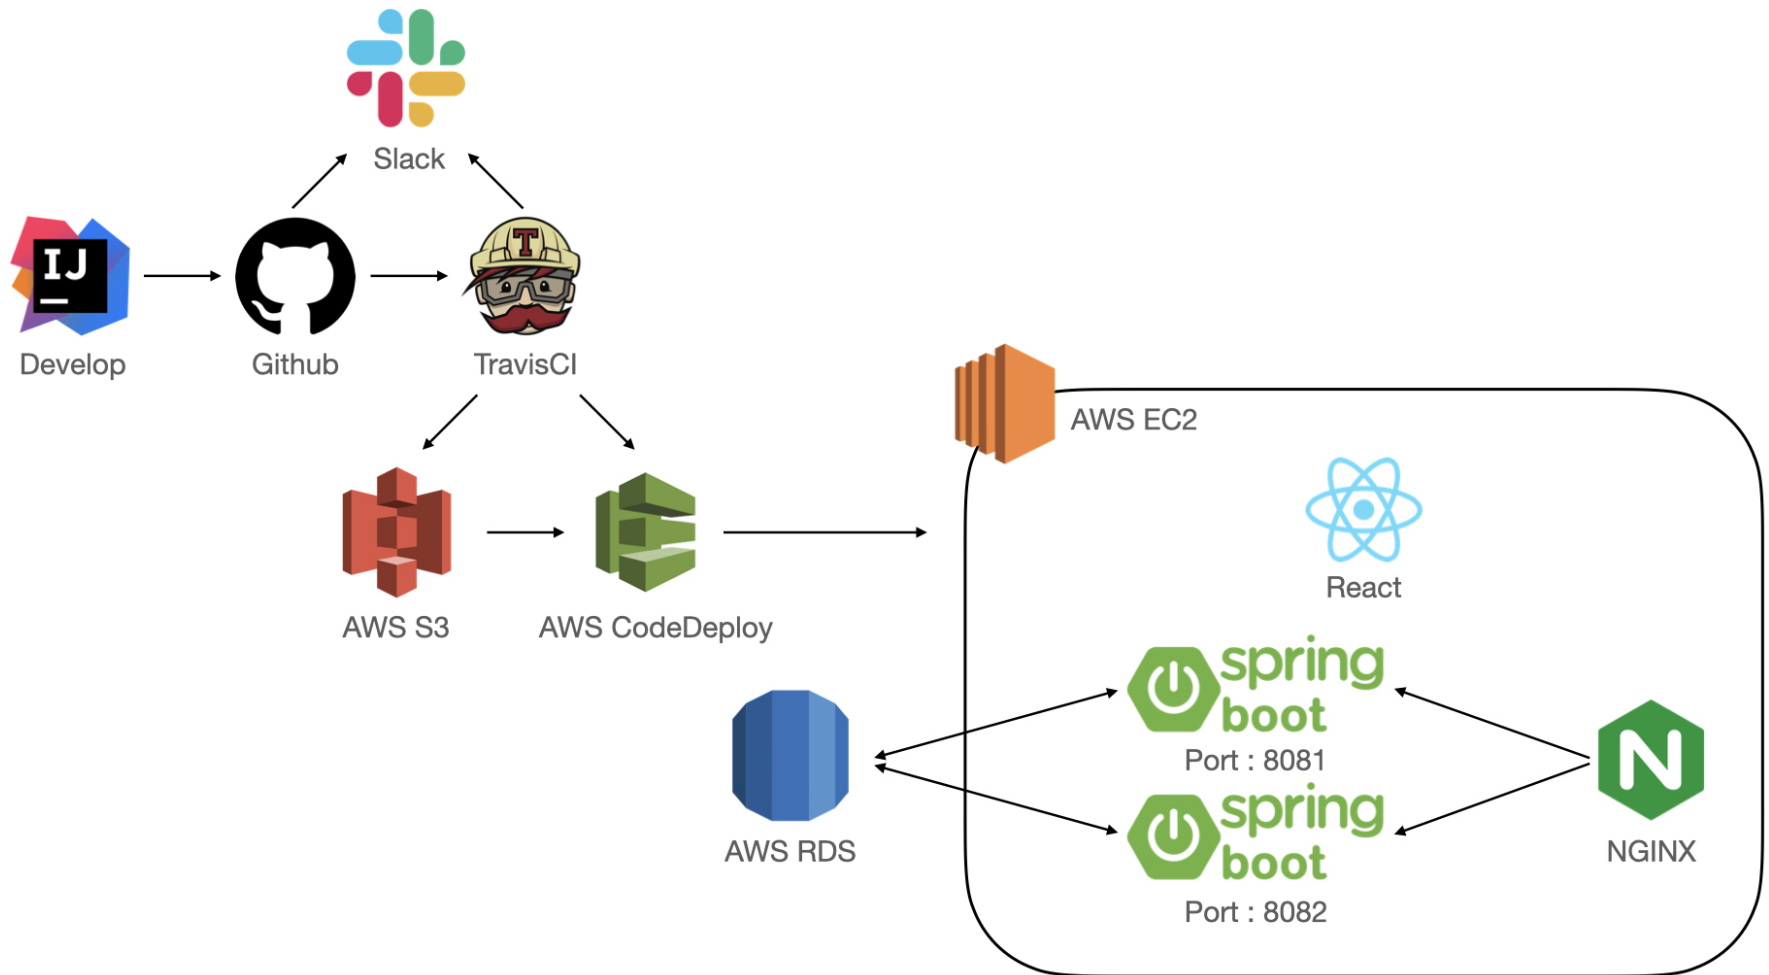 Slack
IJ
T
Develop
Github
TravisCI
AWS EC2
React
AWS S3
AWS CodeDeploy
spring
boot
Port : 8081
spring
boot
Port : 8082
N
AWS RDS
NGINX